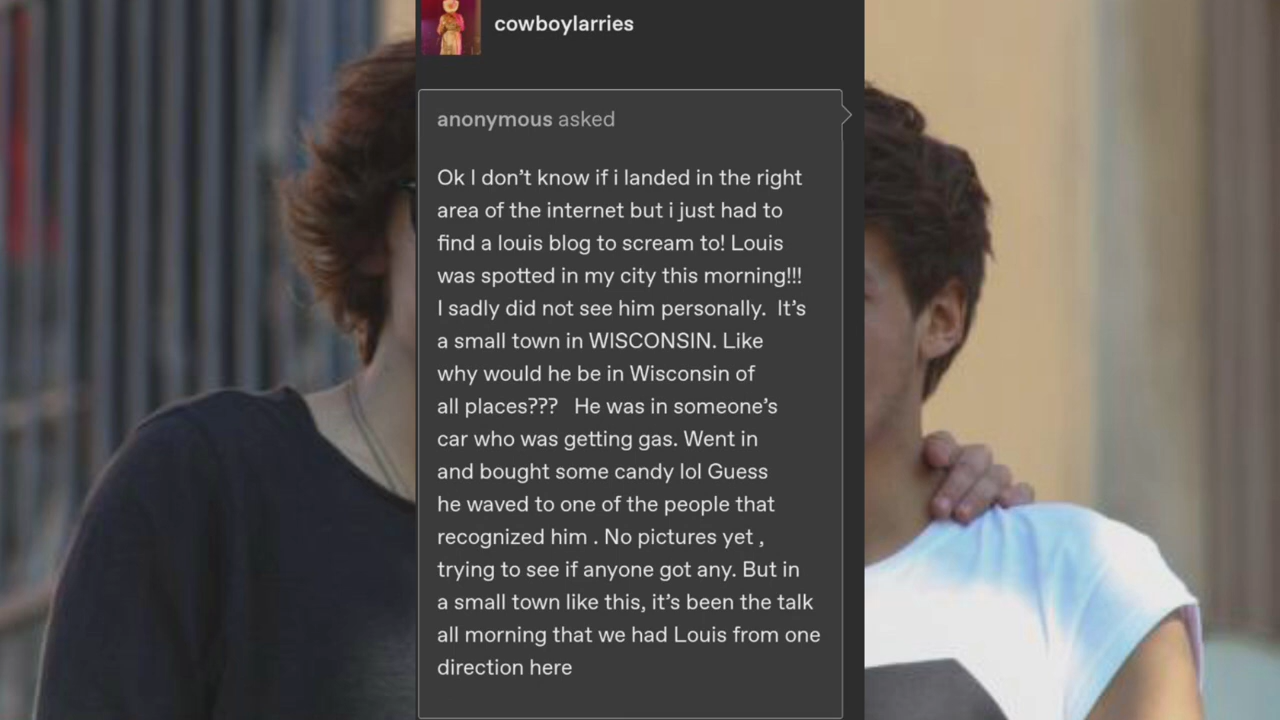 cowboylarries
anonymous asked
Ok I don’t know if i landed in the right
area of the internet but i just had to
find a louis blog to scream to! Louis
was spotted in my city this morning!!!
I sadly did not see him personally.  It’s
a small town in WISCONSIN. Like
why would he be in Wisconsin of
all places???   He was in someone’s
car who was getting gas. Went in
and bought some candy lol Guess
he waved to one of the people that
recognized him . No pictures yet ,
trying to see if anyone got any. But in
a small town like this, it’s been the talk
all morning that we had Louis from one
direction here